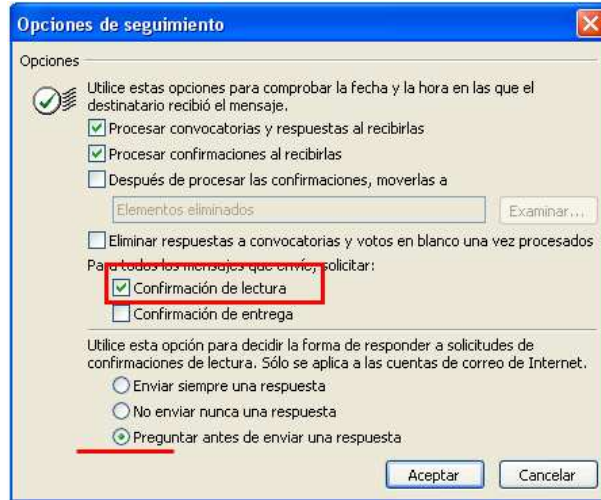 Opciones de seguimiento
Opciones
Utilice estas opciones para comprobar la fecha y la hora en las que el
destinatario recibió el mensaje.
Procesar convocatorias y respuestas al recibirlas
Procesar confirmaciones al recibirlas
Después de procesar las confirmaciones, moverlas a
Elementos eliminados
Examinar...
Eliminar respuestas a convocatorias y votos en blanco una vez procesados
Para todos los mensajes que envíe, solicitar:
Confirmación de lectura
Confirmación de entrega
Utilice esta opción para decidir la forma de responder a solicitudes de
confirmaciones de lectura. Sólo se aplica a las cuentas de correo de Internet.
Enviar siempre una respuesta
No enviar nunca una respuesta
Preguntar antes de enviar una respuesta
Aceptar
Cancelar